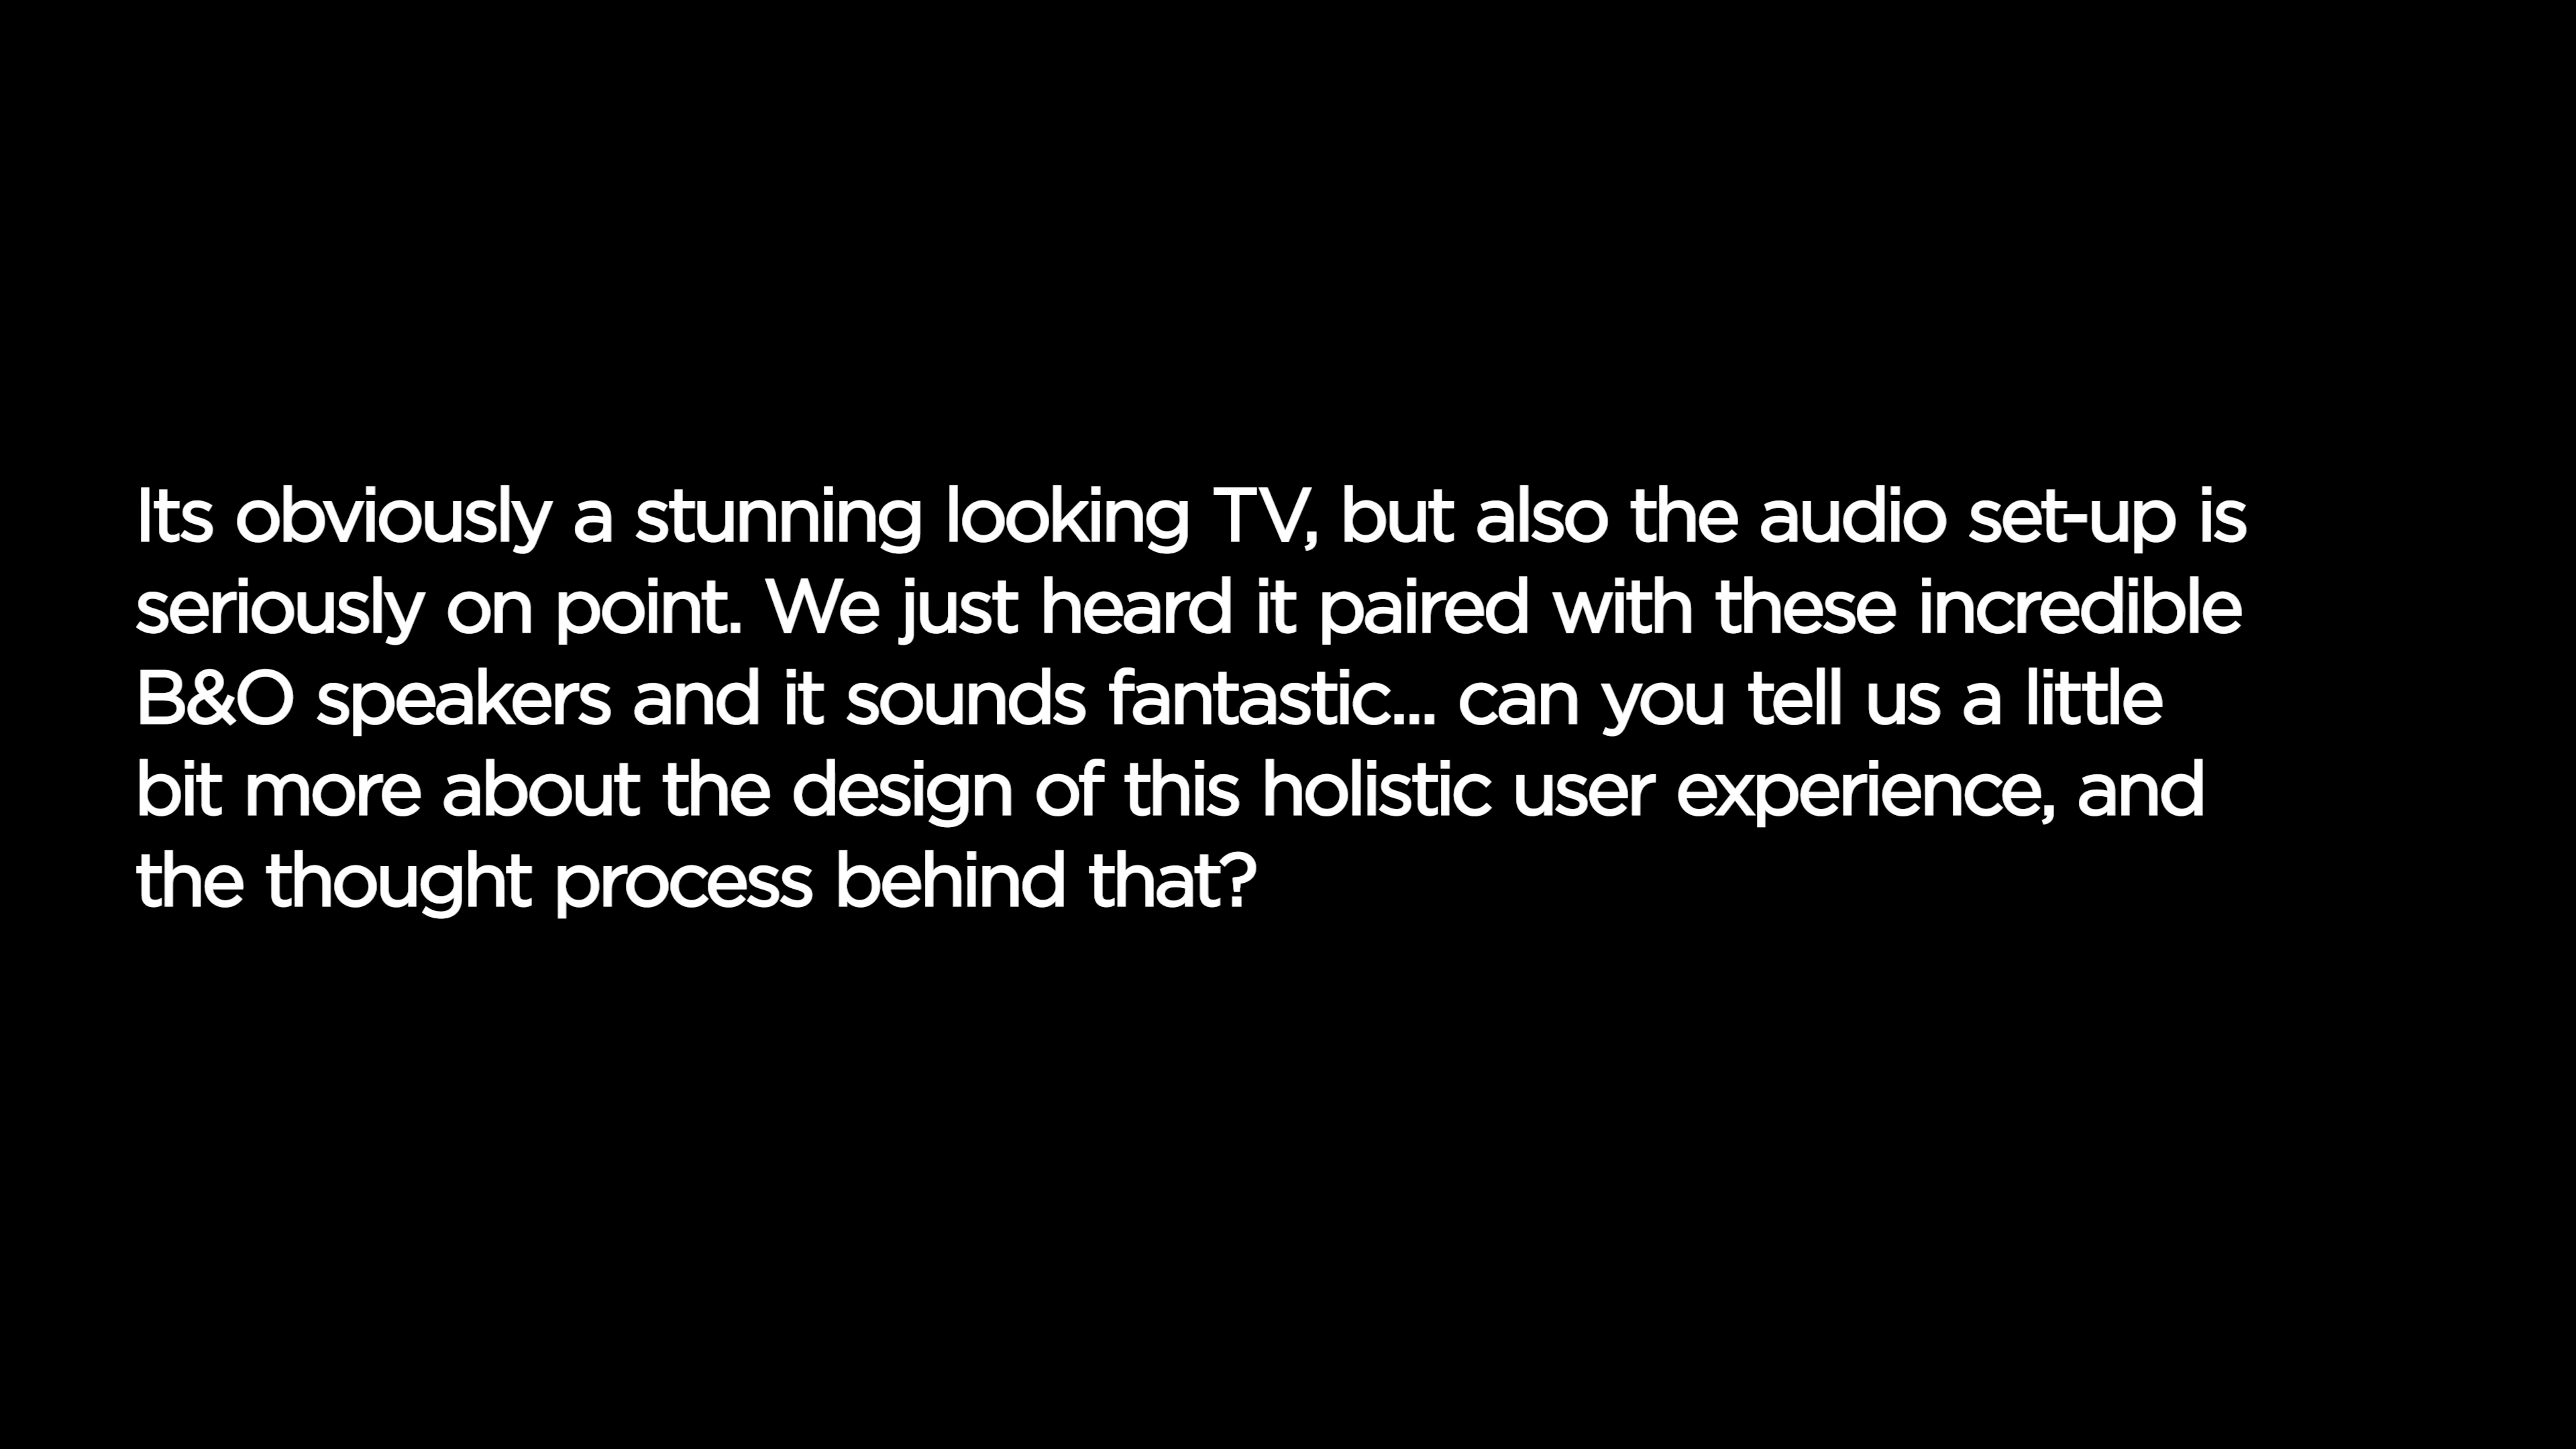 Its obviously a stunning looking TV, but also the audio set-up is
seriously on point. We just heard it paired with these incredible
B&O speakers and it sounds fantastic... can you tell us a little
bit more about the design of this holistic user experience, and
the thought process behind that?